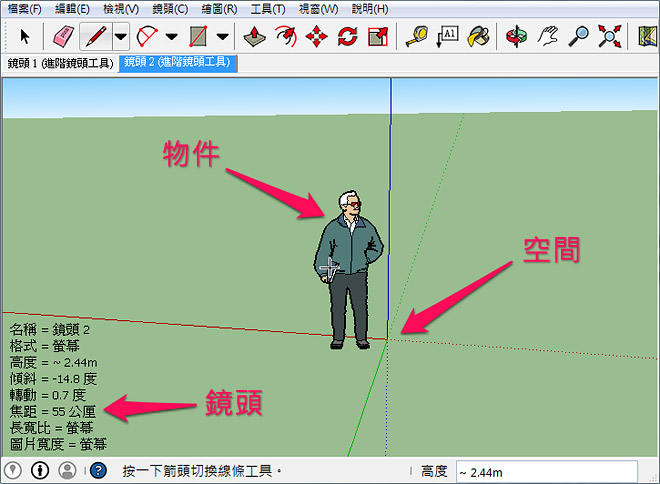 檔案(F) 編輯(E) 檢視(V) 鏡頭(C) 繪圖(R) 工具(T) 視窗(W) 說明(H)
A1
鏡頭 1 (進階鏡頭工具) 鏡頭 2 (進階鏡頭工具)
物件
空間
名稱 = 鏡頭 2
格式 = 螢幕
高度 = ~ 2.44m
傾斜 = -14.8 度
轉動 = 0.7 度
焦距 = 55 公厘
鏡頭
長寬比 = 螢幕
圖片寬度 = 螢幕
按一下箭頭切換線條工具。 高度 ~ 2.44m